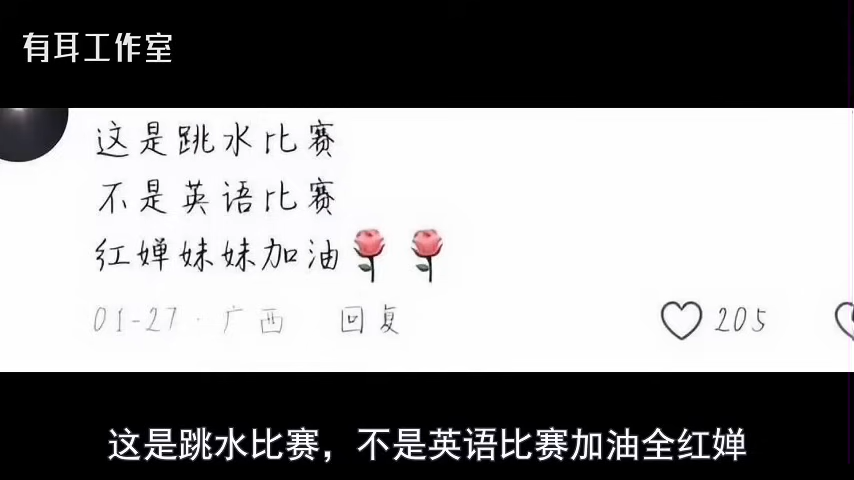 有耳工作室
这是跳水比赛
不是英语比赛
红婵妹妹加油🌹🌹
01-27 · 广西 回复 205
这是跳水比赛，不是英语比赛加油全红婵